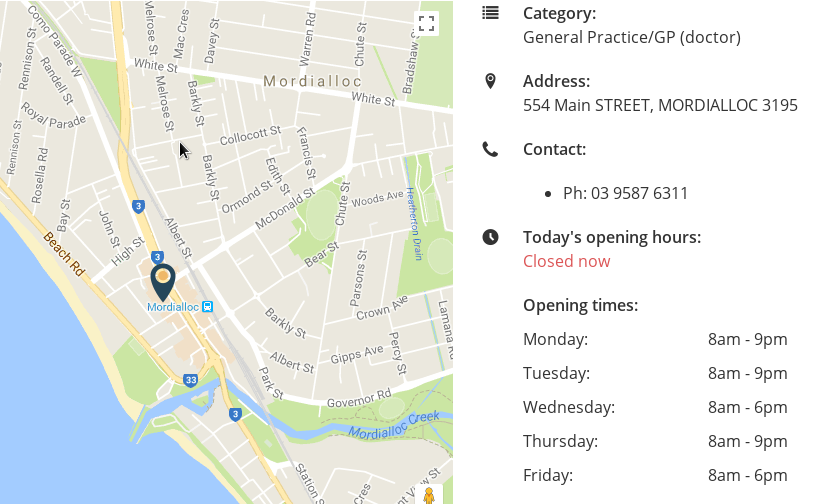 Como Parade W
Rennison St
Randell St
Melrose St
Mac Cres
Davey St
Warren Rd
Chute St
Bradshaw St
White St
Mordialloc
Melrose St
Barkly St
White St
Royal Parade
Collocott St
Francis St
Rennison St
Rosella Rd
Barkly St
Edith St
Ormond St
McDonald St
Chute St
Woods Ave
Heatherton Drain
Bay St
3
John St
High St
Albert St
Beach Rd
3
Bear St
Parsons St
Mordialloc
Barkly St
Crown Ave
Lamana Rd
Albert St
Gipps Ave
Percy St
33
Park St
Governor Rd
3
Mordialloc Creek
Station S
cres
nt View St
Category:
General Practice/GP (doctor)
Address:
554 Main STREET, MORDIALLOC 3195
Contact:
• Ph: 03 9587 6311
Today's opening hours:
Closed now
Opening times:
Monday: 8am - 9pm
Tuesday: 8am - 9pm
Wednesday: 8am - 6pm
Thursday: 8am - 9pm
Friday: 8am - 6pm